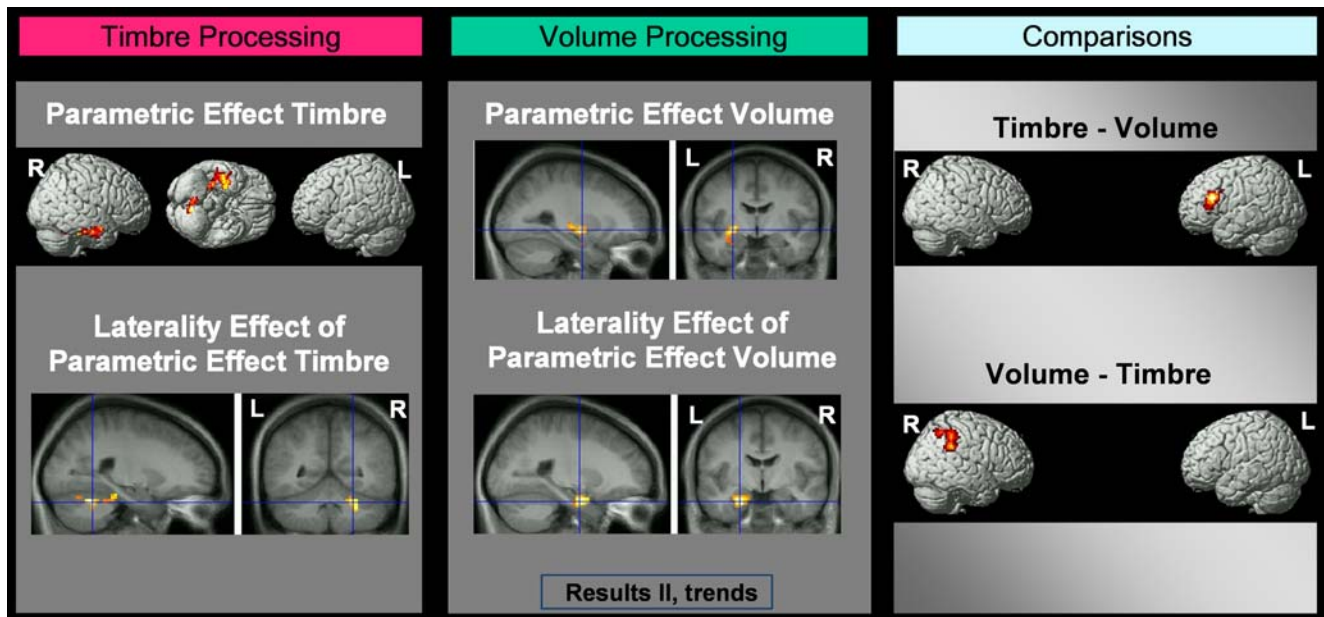 Timbre Processing
Parametric Effect Timbre
R
L
Laterality Effect of
Parametric Effect Timbre
L
R
Volume Processing
Parametric Effect Volume
L
R
Laterality Effect of
Parametric Effect Volume
L
R
Results II, trends
Comparisons
Timbre - Volume
R
L
Volume - Timbre
R
L